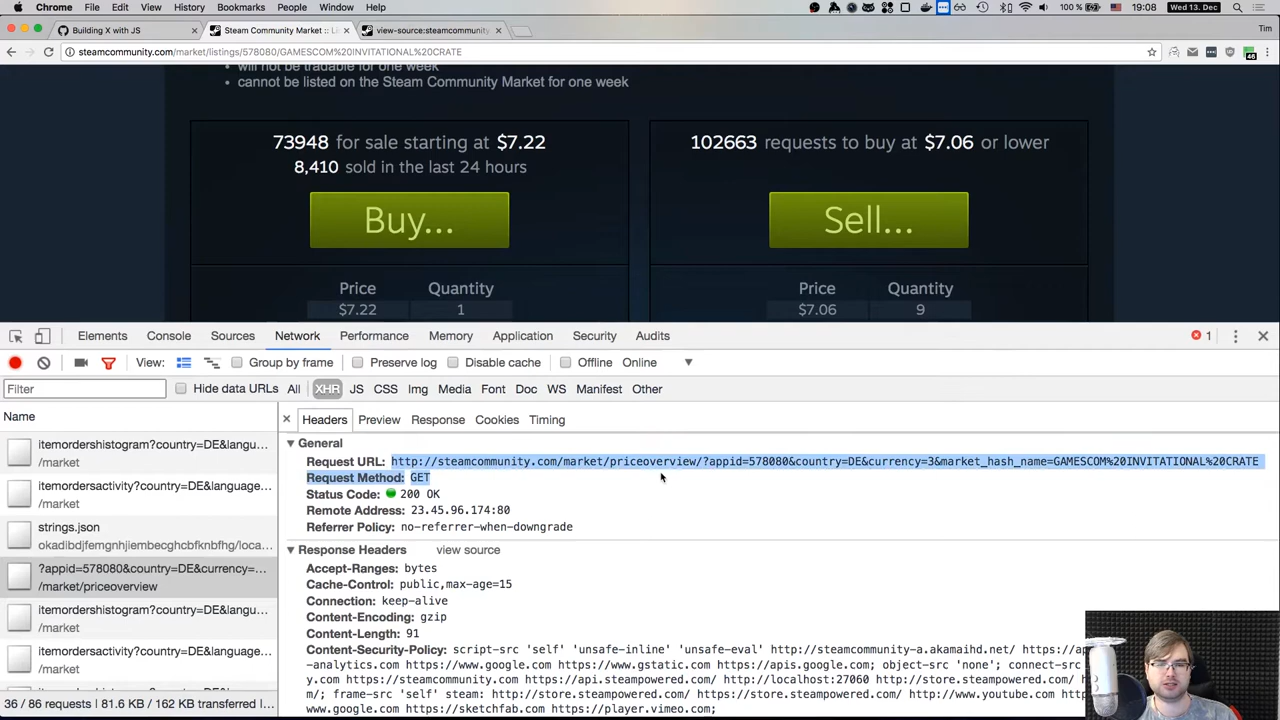 Chrome File Edit View History Bookmarks People Window Help 100 % Wed 13. Dec 19:08
Building X with JS
Steam Community Market :: Li
view-source:steamcommunity
Tim
steamcommunity.com/market/listings/578080/GAMESCOM%20INVITATIONAL%20CRATE
46
will not be tradable for one week
cannot be listed on the Steam Community Market for one week
73948 for sale starting at $7.22
8,410 sold in the last 24 hours
Buy...
Price Quantity
$7.22 1
102663 requests to buy at $7.06 or lower
Sell...
Price Quantity
$7.06 9
Elements Console Sources Network Performance Memory Application Security Audits 1
View: Group by frame Preserve log Disable cache Offline Online
Filter Hide data URLs All XHR JS CSS Img Media Font Doc WS Manifest Other
Name
itemordershistogram?country=DE&langu...
/market
itemordersactivity?country=DE&langua...
/market
strings.json
okadibdjfemgnhjiembecghcbfknbfhg/loca...
?appid=578080&country=DE&currency=...
/market/priceoverview
itemordershistogram?country=DE&langu...
/market
itemordersactivity?country=DE&langua...
/market
36 / 86 requests | 81.6 KB / 162 KB transferred |...
Headers Preview Response Cookies Timing
General
Request URL: http://steamcommunity.com/market/priceoverview/?appid=578080&country=DE&currency=3&market_hash_name=GAMESCOM%20INVITATIONAL%20CRATE
Request Method: GET
Status Code: 200 OK
Remote Address: 23.45.96.174:80
Referrer Policy: no-referrer-when-downgrade
Response Headers view source
Accept-Ranges: bytes
Cache-Control: public,max-age=15
Connection: keep-alive
Content-Encoding: gzip
Content-Length: 91
Content-Security-Policy: script-src 'self' 'unsafe-inline' 'unsafe-eval' http://steamcommunity-a.akamaihd.net/ https://ap
-analytics.com https://www.google.com https://www.gstatic.com https://apis.google.com; object-src 'none'; connect-sr
y.com https://steamcommunity.com https://api.steampowered.com/ http://localhost:27060 http://store.steampowered.com/ h
m/; frame-src 'self' steam: http://store.steampowered.com/ https://store.steampowered.com/ http://www.youtube.com http
www.google.com https://sketchfab.com https://player.vimeo.com;